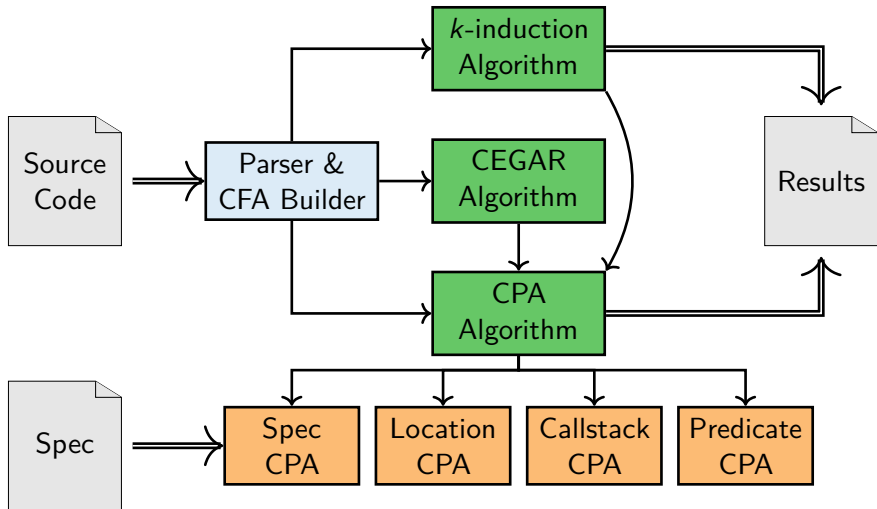 k-induction
Algorithm
Source
Code
Parser &
CFA Builder
CEGAR
Algorithm
Results
CPA
Algorithm
Spec
Spec
CPA
Location
CPA
Callstack
CPA
Predicate
CPA